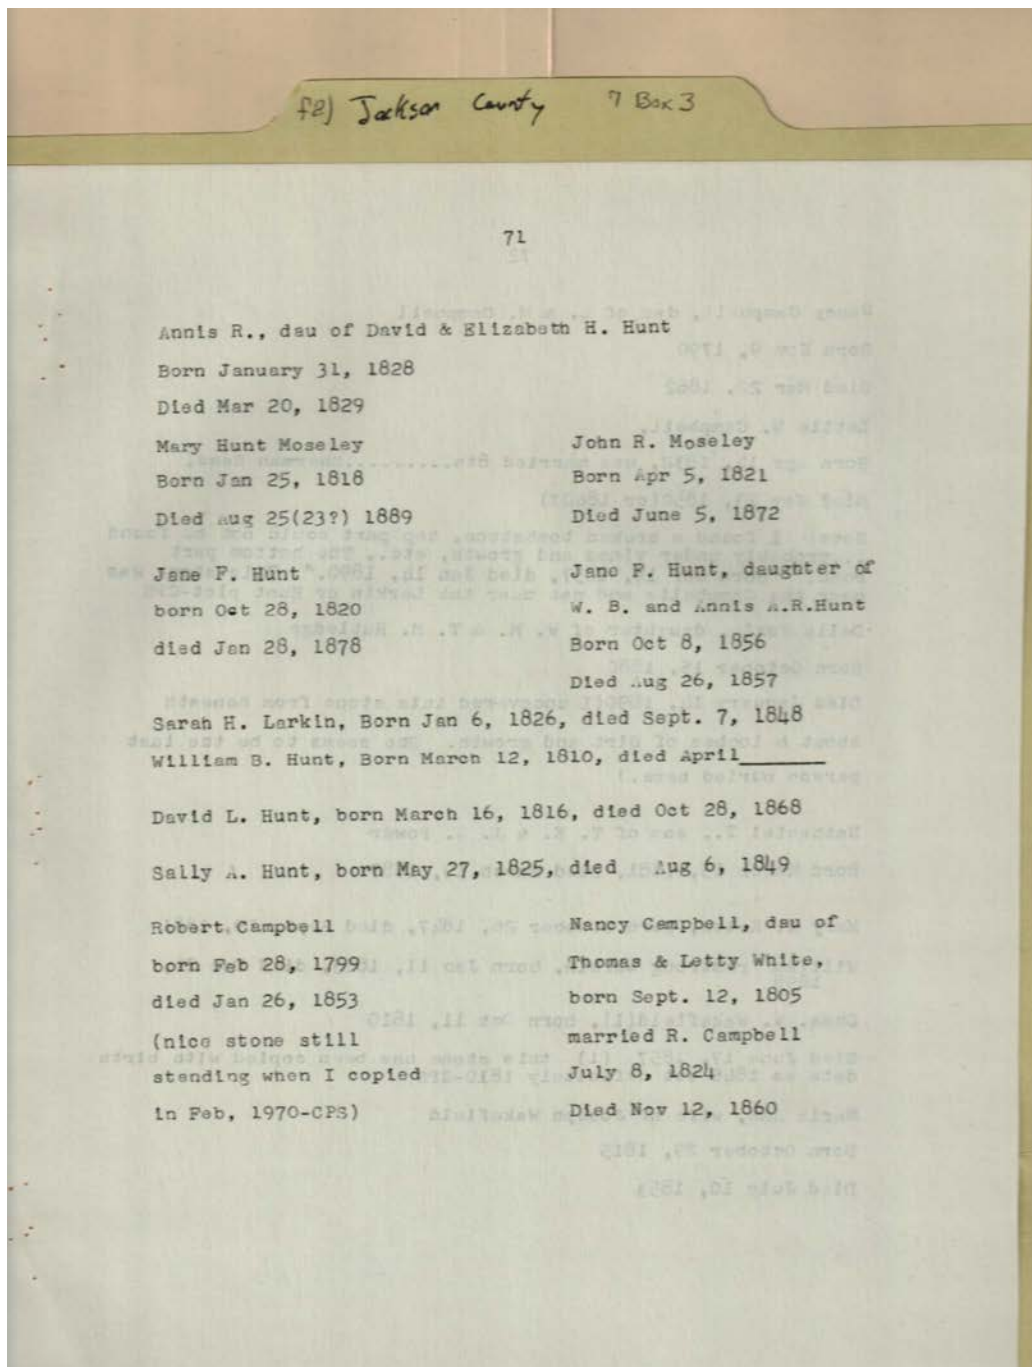 f2) Jackson County 7 Box 3
71
Annis R., dau of David & Elizabeth H. Hunt
Born January 31, 1828
Died Mar 20, 1829
Mary Hunt Moseley
Born Jan 25, 1818
Died Aug 25(23?) 1889
John R. Moseley
Born Apr 5, 1821
Died June 5, 1872
Jane F. Hunt
born Oct 28, 1820
died Jan 28, 1878
Jane F. Hunt, daughter of
W. B. and Annis A.R.Hunt
Born Oct 8, 1856
Died Aug 26, 1857
Sarah H. Larkin, Born Jan 6, 1826, died Sept. 7, 1848
William B. Hunt, Born March 12, 1810, died April______
David L. Hunt, born March 16, 1816, died Oct 28, 1868
Sally A. Hunt, born May 27, 1825, died Aug 6, 1849
Robert Campbell
born Feb 28, 1799
died Jan 26, 1853
(nice stone still
standing when I copied
in Feb, 1970-CPS)
Nancy Campbell, dau of
Thomas & Letty White,
born Sept. 12, 1805
married R. Campbell
July 8, 1824
Died Nov 12, 1860